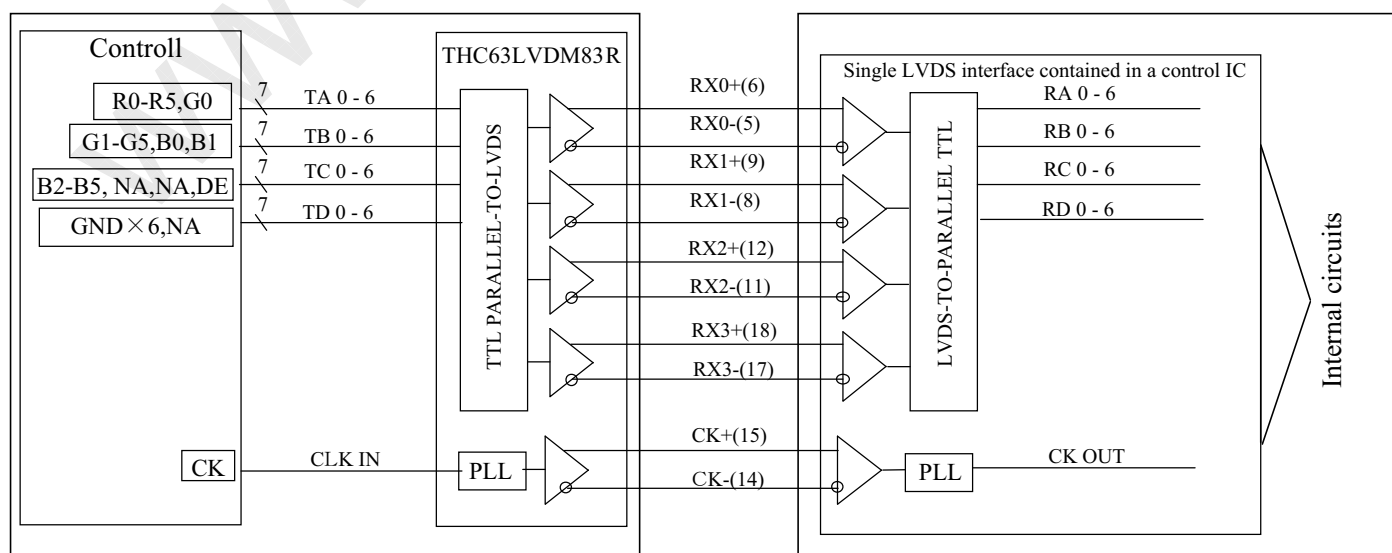 Controll
R0-R5,G0
G1-G5,B0,B1
B2-B5, NA,NA,DE
GND×6,NA
CK
7
TA 0 - 6
7
TB 0 - 6
7
TC 0 - 6
7
TD 0 - 6
CLK IN
THC63LVDM83R
TTL PARALLEL-TO-LVDS
PLL
RX0+(6)
RX0-(5)
RX1+(9)
RX1-(8)
RX2+(12)
RX2-(11)
RX3+(18)
RX3-(17)
CK+(15)
CK-(14)
Single LVDS interface contained in a control IC
LVDS-TO-PARALLEL TTL
PLL
RA 0 - 6
RB 0 - 6
RC 0 - 6
RD 0 - 6
CK OUT
Internal circuits